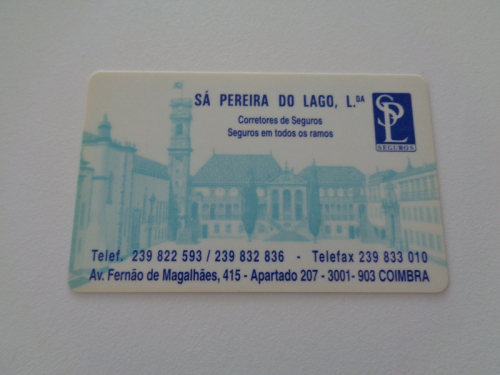 SÁ PEREIRA DO LAGO, L.DA
Corretores de Seguros
Seguros em todos os ramos
SPL
SEGUROS
Telef. 239 822 593 / 239 832 836 - Telefax 239 833 010
Av. Fernão de Magalhães, 415 - Apartado 207 - 3001- 903 COIMBRA